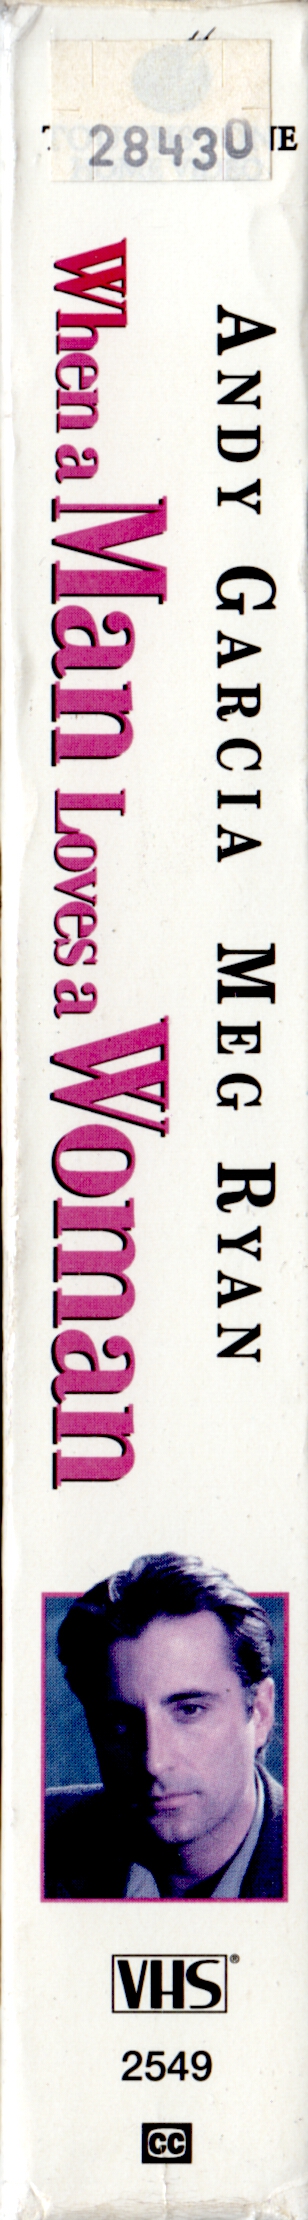 28430
ANDY GARCIA MEG RYAN
When a Man Loves a Woman
VHS®
2549
CC